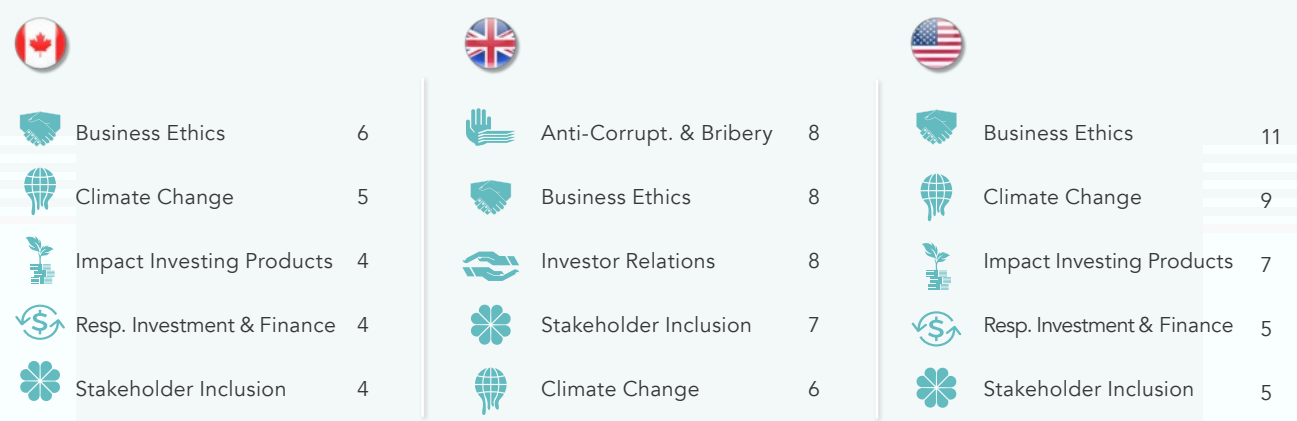 Business Ethics 6
Climate Change 5
Impact Investing Products 4
Resp. Investment & Finance 4
Stakeholder Inclusion 4
Anti-Corrupt. & Bribery 8
Business Ethics 8
Investor Relations 8
Stakeholder Inclusion 7
Climate Change 6
Business Ethics 11
Climate Change 9
Impact Investing Products 7
Resp. Investment & Finance 5
Stakeholder Inclusion 5